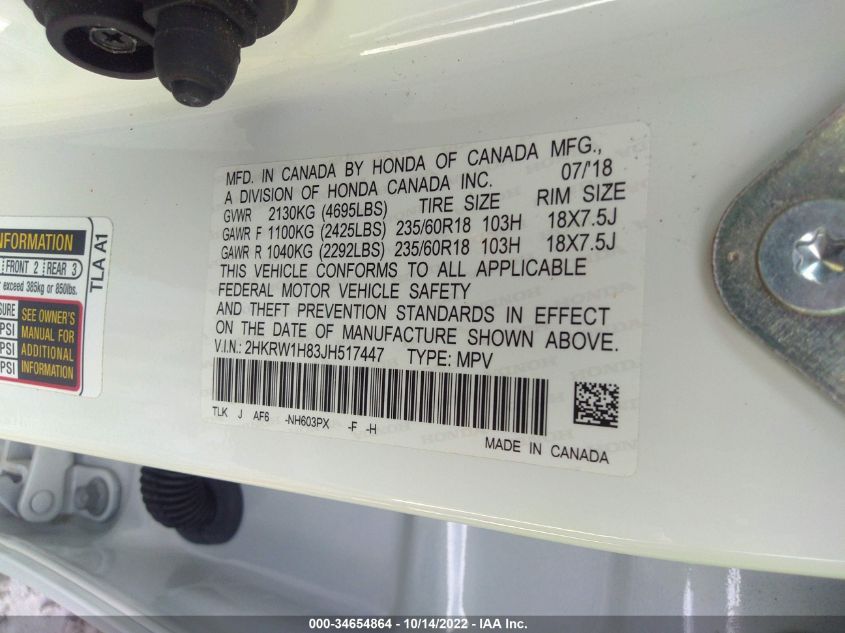 MFD. IN CANADA BY HONDA OF CANADA MFG.,
A DIVISION OF HONDA CANADA INC. 07/'18
GVWR 2130KG (4695LBS) TIRE SIZE RIM SIZE
GAWR F 1100KG (2425LBS) 235/60R18 103H 18X7.5J
GAWR R 1040KG (2292LBS) 235/60R18 103H 18X7.5J
THIS VEHICLE CONFORMS TO ALL APPLICABLE
FEDERAL MOTOR VEHICLE SAFETY
AND THEFT PREVENTION STANDARDS IN EFFECT
ON THE DATE OF MANUFACTURE SHOWN ABOVE.
V.I.N.: 2HKRW1H83JH517447 TYPE: MPV
TLK J AF6 -NH603PX -F -H
MADE IN CANADA
FRONT 2 REAR 3
exceed 385kg or 850lbs.
TLA A1
SEE OWNER'S
PSI MANUAL FOR
PSI ADDITIONAL
PSI INFORMATION
000-34654864 / 10/14/2022 - IAA Inc.